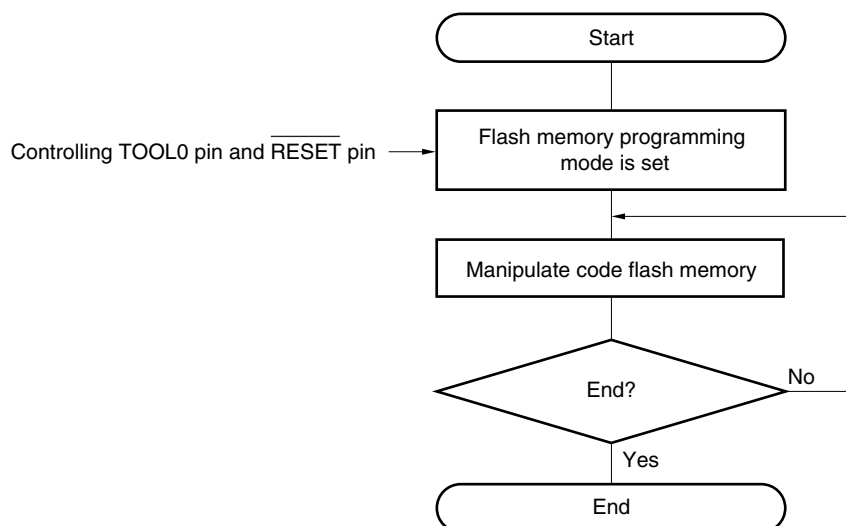 Start
Controlling TOOL0 pin and RESET pin
Flash memory programming
mode is set
Manipulate code flash memory
End?
No
Yes
End